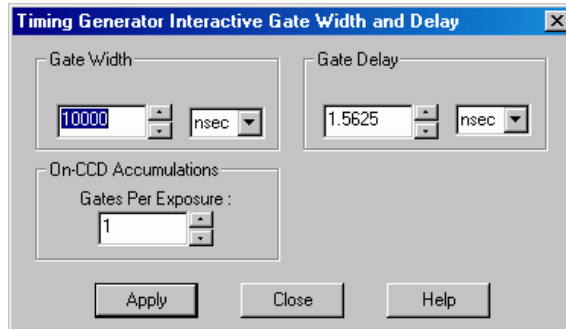 Timing Generator Interactive Gate Width and Delay
Gate Width
10000
nsec
Gate Delay
1.5625
nsec
On-CCD Accumulations
Gates Per Exposure :
1
Apply
Close
Help